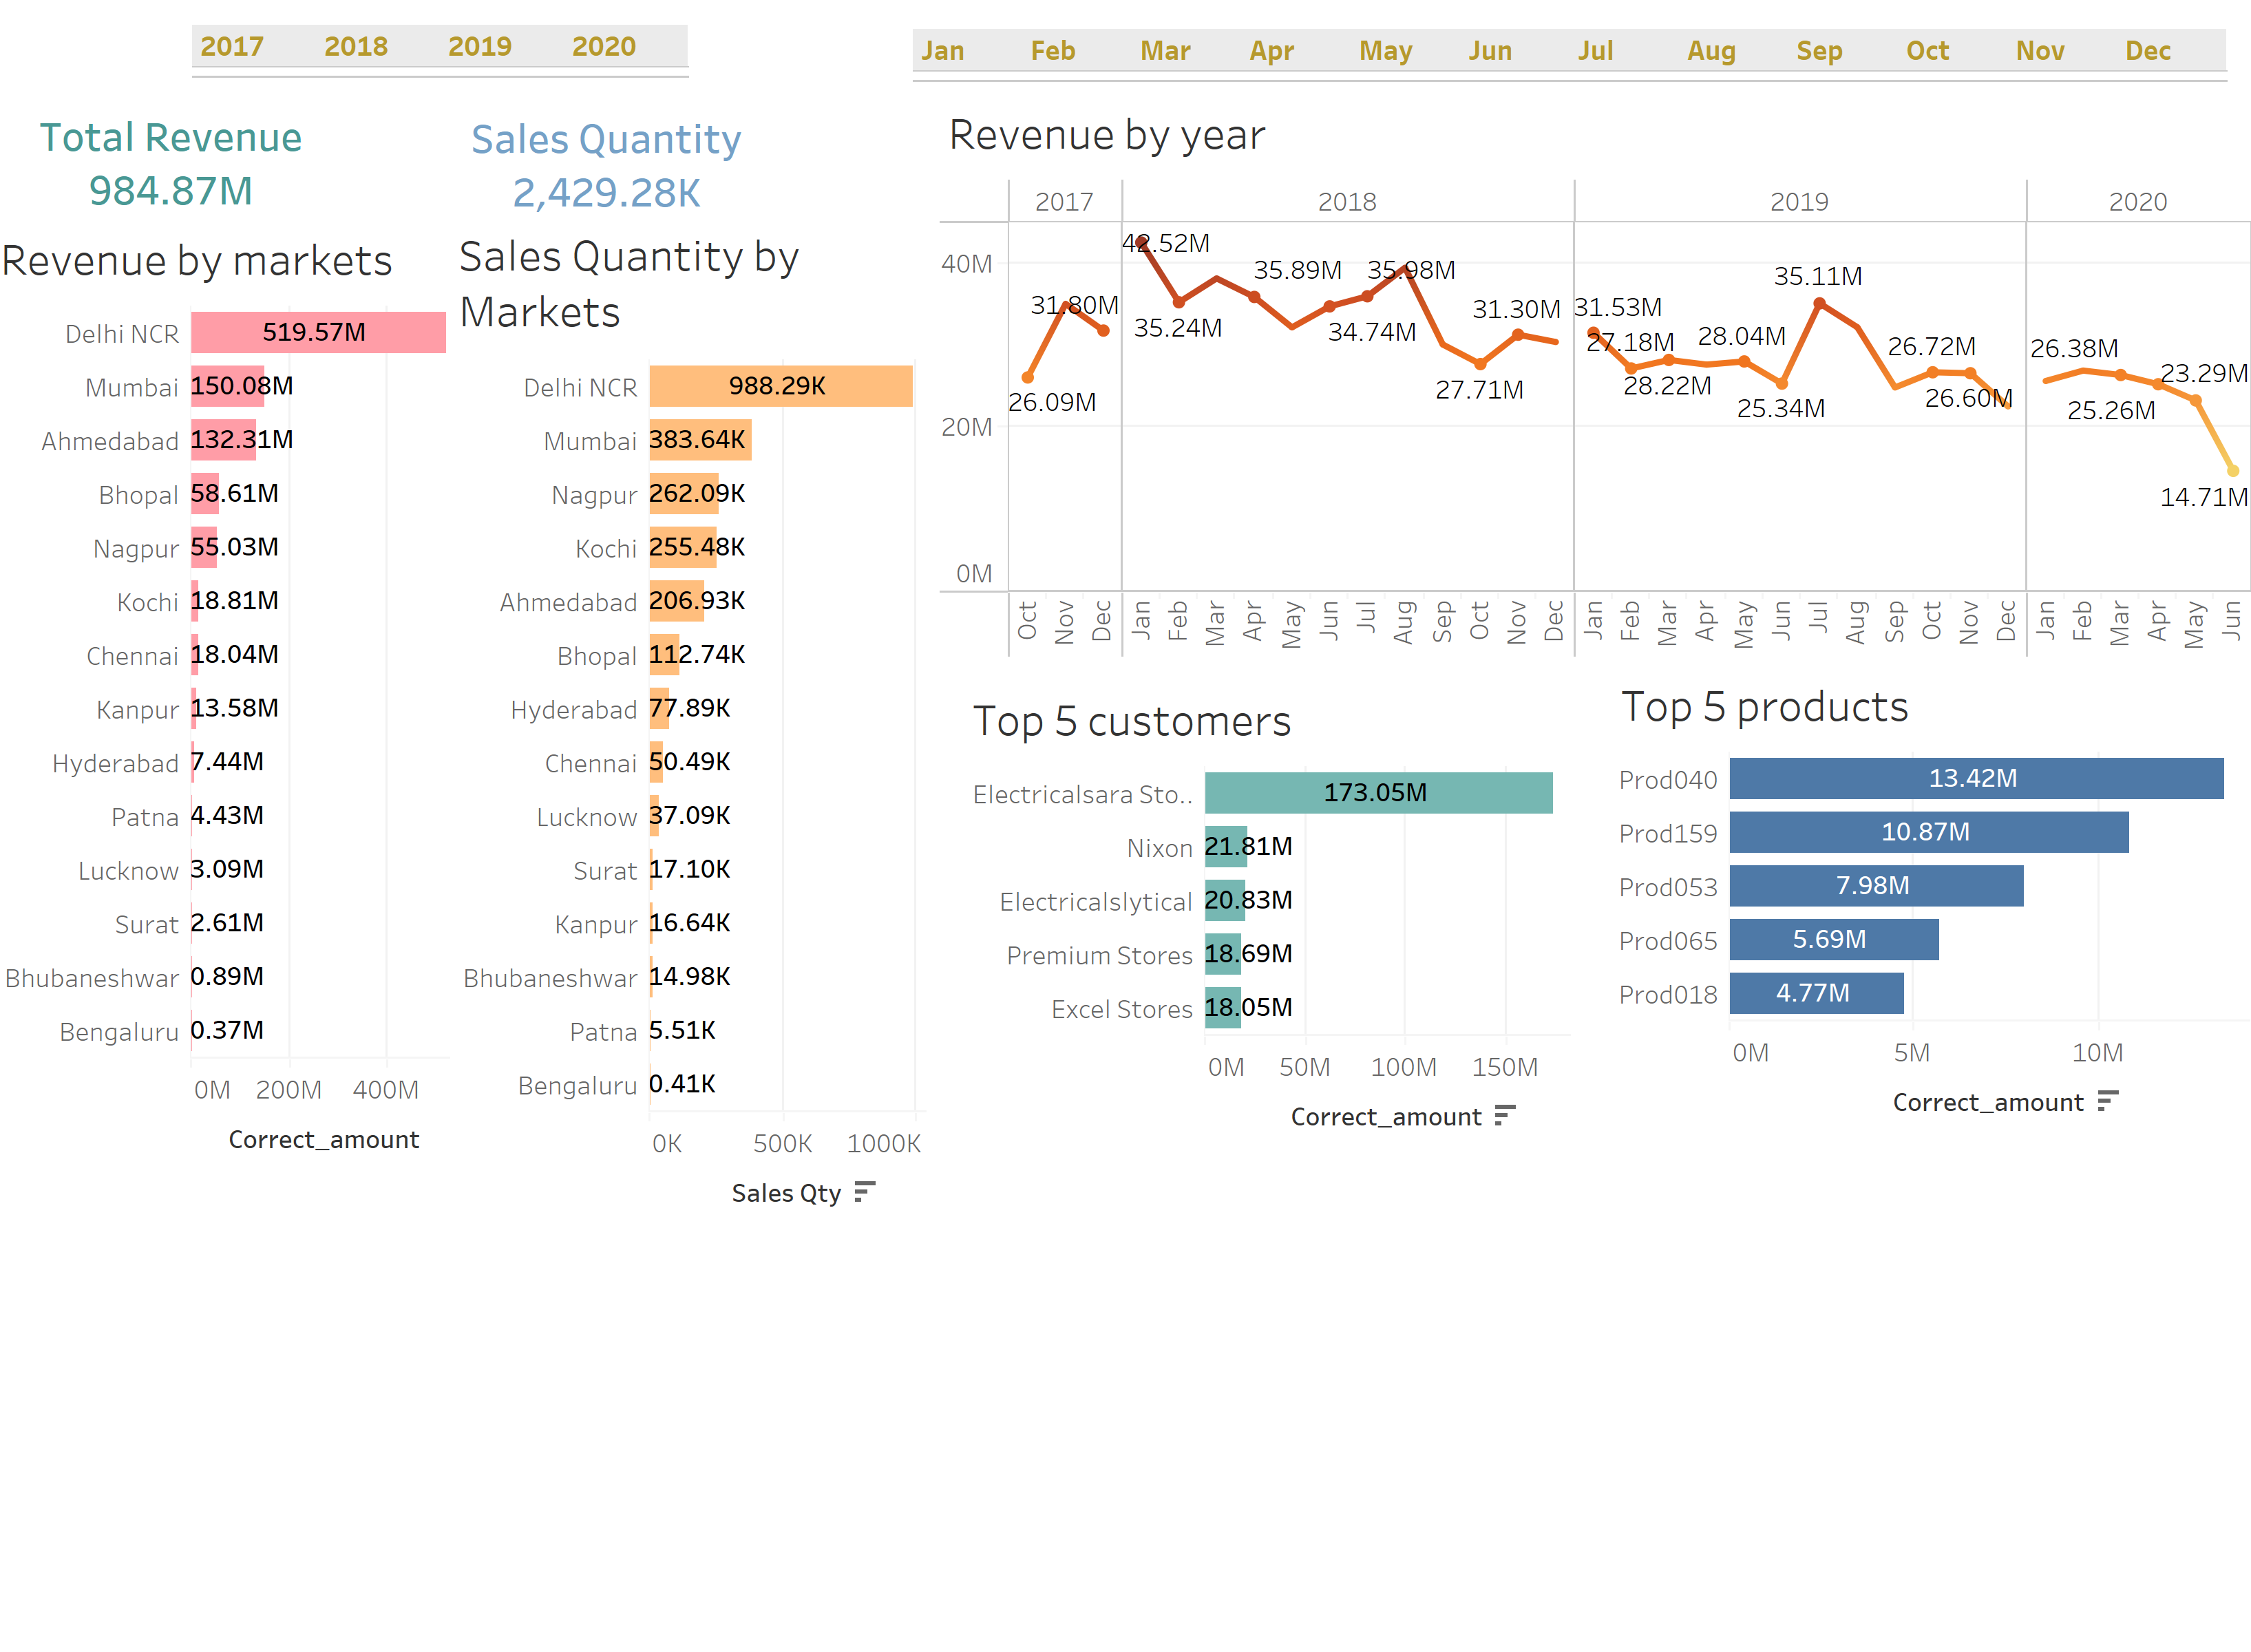 2017 2018 2019 2020
Jan Feb Mar Apr May Jun Jul Aug Sep Oct Nov Dec
Total Revenue
984.87M
Sales Quantity
2,429.28K
Revenue by markets
Delhi NCR 519.57M
Mumbai 150.08M
Ahmedabad 132.31M
Bhopal 58.61M
Nagpur 55.03M
Kochi 18.81M
Chennai 18.04M
Kanpur 13.58M
Hyderabad 7.44M
Patna 4.43M
Lucknow 3.09M
Surat 2.61M
Bhubaneshwar 0.89M
Bengaluru 0.37M
0M 200M 400M
Correct_amount
Sales Quantity by
Markets
Delhi NCR 988.29K
Mumbai 383.64K
Nagpur 262.09K
Kochi 255.48K
Ahmedabad 206.93K
Bhopal 112.74K
Hyderabad 77.89K
Chennai 50.49K
Lucknow 37.09K
Surat 17.10K
Kanpur 16.64K
Bhubaneshwar 14.98K
Patna 5.51K
Bengaluru 0.41K
0K 500K 1000K
Sales Qty
Revenue by year
2017 2018 2019 2020
40M
20M
0M
26.09M 31.80M
42.52M 35.24M 35.89M 34.74M 35.98M 27.71M 31.30M
31.53M 27.18M 28.22M 28.04M 25.34M 35.11M 26.72M 26.60M
26.38M 25.26M 23.29M 14.71M
Oct Nov Dec Jan Feb Mar Apr May Jun Jul Aug Sep Oct Nov Dec Jan Feb Mar Apr May Jun Jul Aug Sep Oct Nov Dec Jan Feb Mar Apr May Jun
Top 5 customers
Electricalsara Sto.. 173.05M
Nixon 21.81M
Electricalslytical 20.83M
Premium Stores 18.69M
Excel Stores 18.05M
0M 50M 100M 150M
Correct_amount
Top 5 products
Prod040 13.42M
Prod159 10.87M
Prod053 7.98M
Prod065 5.69M
Prod018 4.77M
0M 5M 10M
Correct_amount